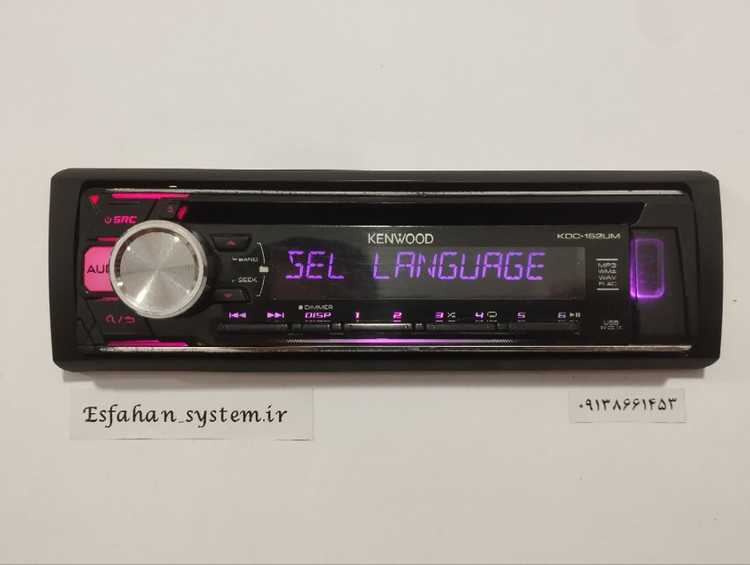 KENWOOD
KDC-152UM
SRC
AUD
BAND
SEEK
SEL LANGUAGE
MP3
WMA
WAV
FLAC
DIMMER
DISP 1 2 3 4 5 6
USB
Esfahan_system.ir
۰۹۱۳۸۶۶۱۴۵۳